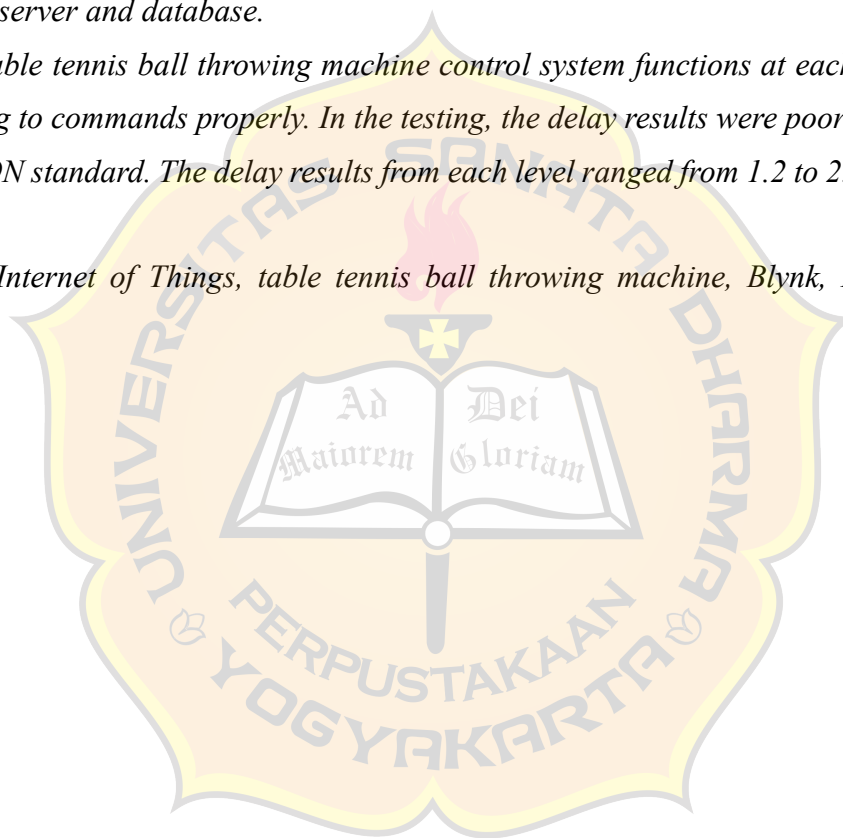 server and database.
ble tennis ball throwing machine control system functions at each
g to commands properly. In the testing, the delay results were poor
N standard. The delay results from each level ranged from 1.2 to 2
Internet of Things, table tennis ball throwing machine, Blynk,
UNIVERSITAS SANATA DHARMA
Ad Dei
Maiorem Gloriam
PERPUSTAKAAN
YOGYAKARTA